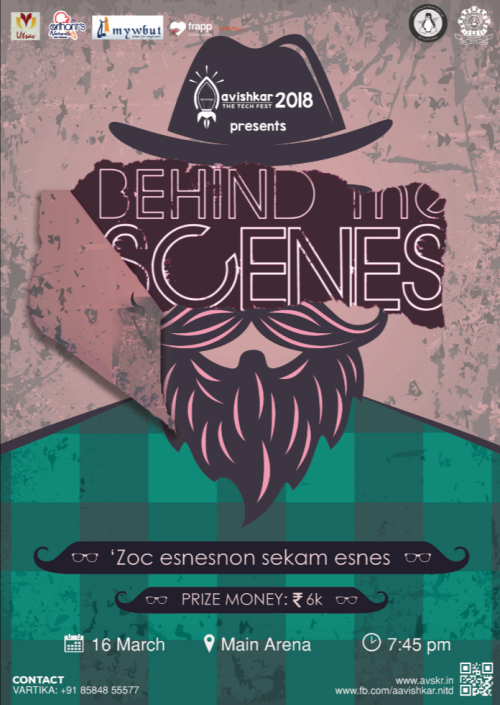 Utsav
mywbut
frapp
aavishkar 2018
THE TECH FEST
presents
BEHIND THE
SCENES
‘Zoc esnesnon sekam esnes
PRIZE MONEY: ₹ 6k
16 March
Main Arena
7:45 pm
CONTACT
VARTIKA: +91 85848 55577
www.avskr.in
www.fb.com/aavishkar.nitd